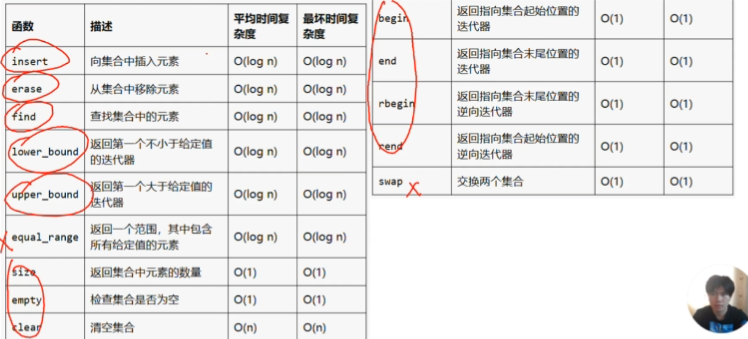 函数 描述 平均时间复杂度 最坏时间复杂度
insert 向集合中插入元素 O(log n) O(log n)
erase 从集合中移除元素 O(log n) O(log n)
find 查找集合中的元素 O(log n) O(log n)
lower_bound 返回第一个不小于给定值的迭代器 O(log n) O(log n)
upper_bound 返回第一个大于给定值的迭代器 O(log n) O(log n)
equal_range 返回一个范围，其中包含所有给定值的元素 O(log n) O(log n)
size 返回集合中元素的数量 O(1) O(1)
empty 检查集合是否为空 O(1) O(1)
clear 清空集合 O(n) O(n)
begin 返回指向集合起始位置的迭代器 O(1) O(1)
end 返回指向集合末尾位置的迭代器 O(1) O(1)
rbegin 返回指向集合末尾位置的逆向迭代器 O(1) O(1)
rend 返回指向集合起始位置的逆向迭代器 O(1) O(1)
swap 交换两个集合 O(1) O(1)